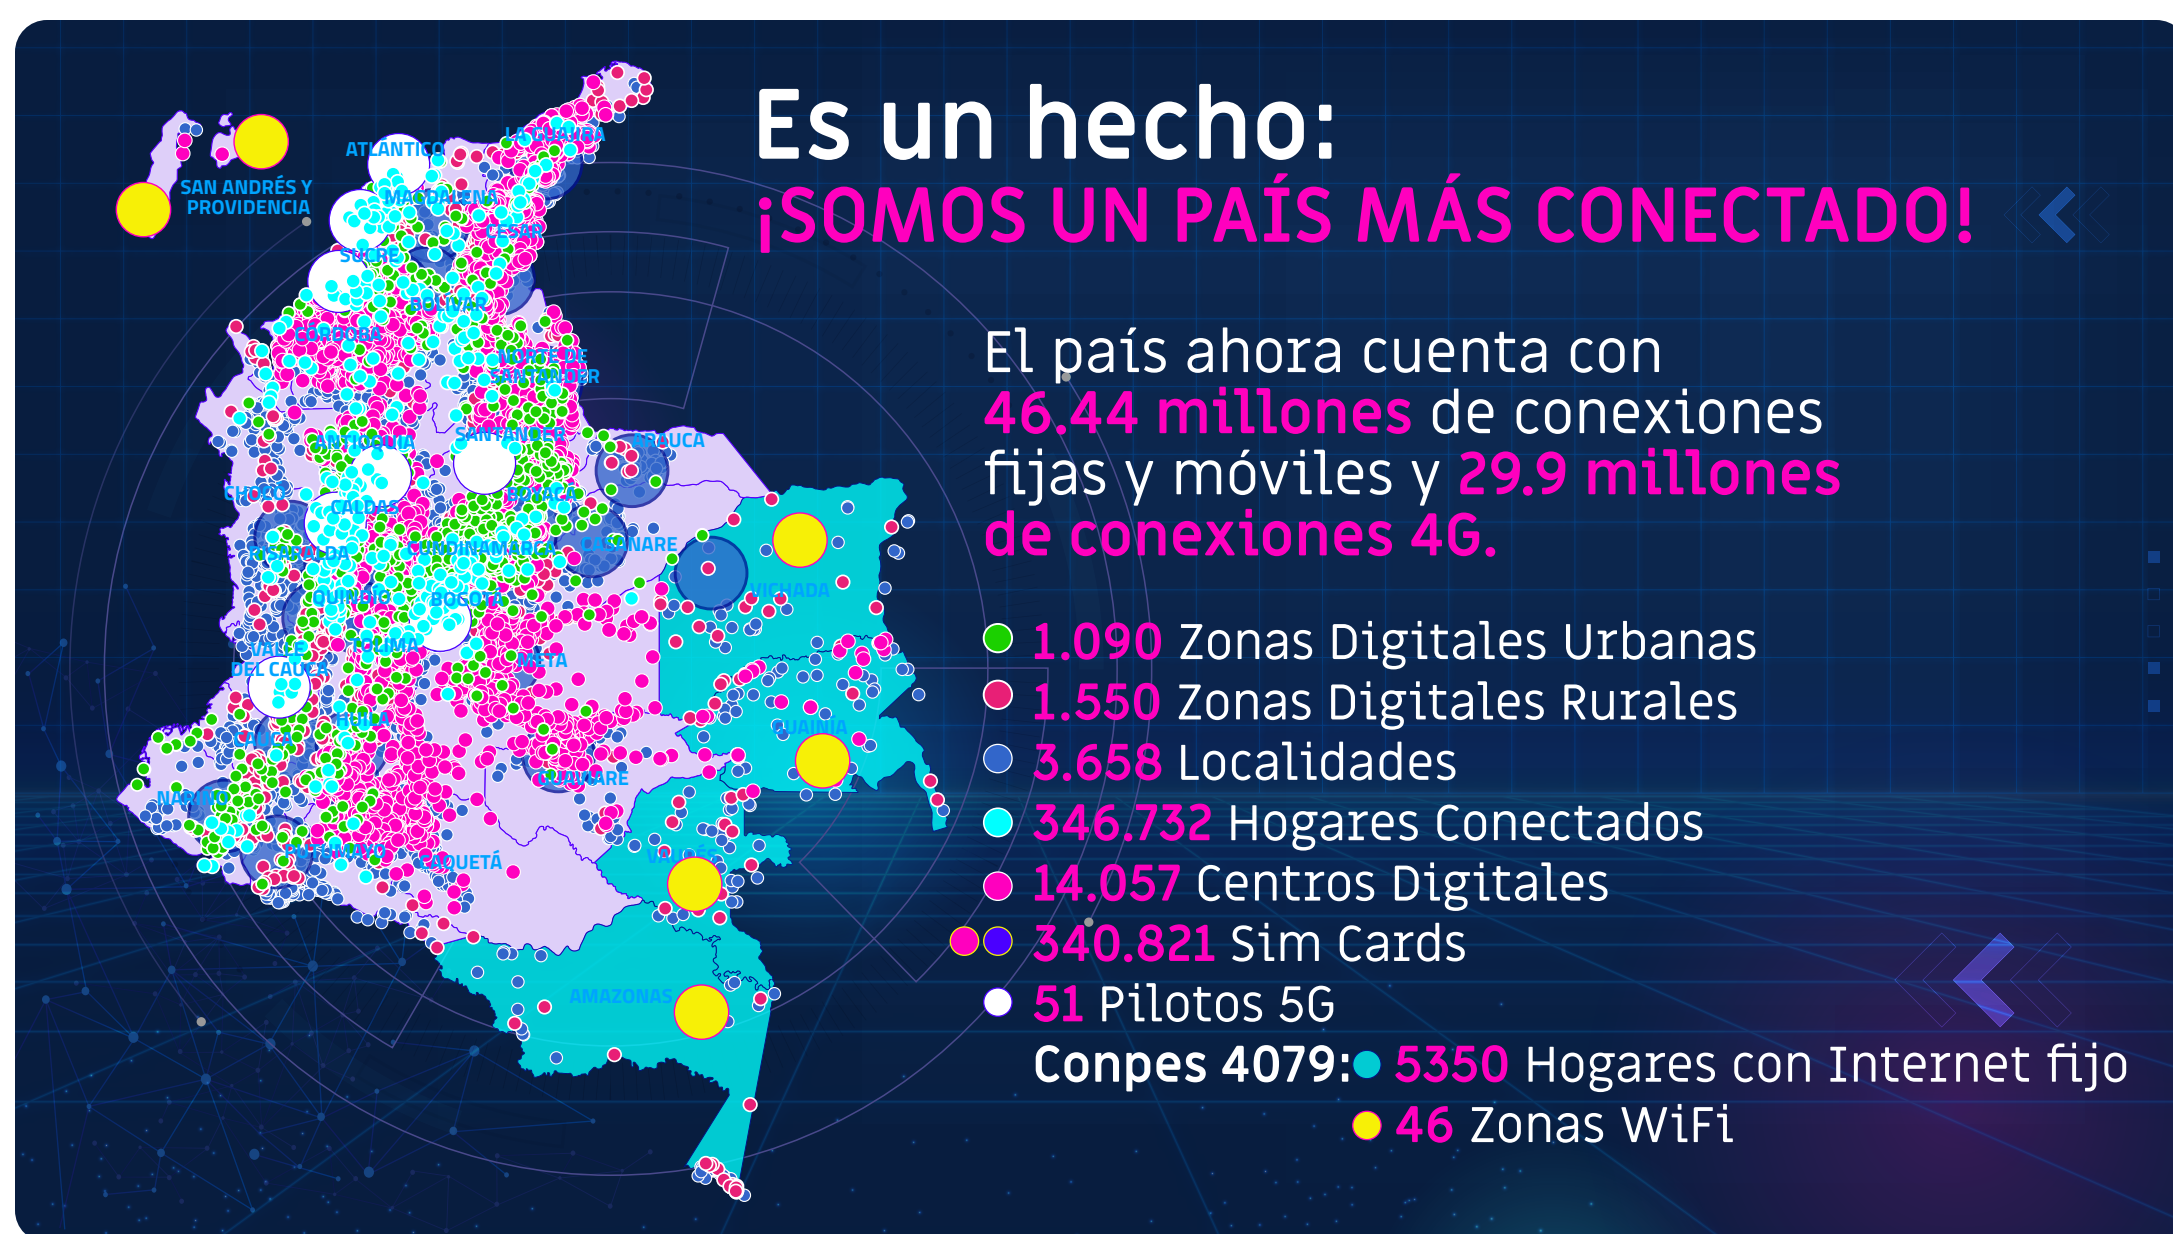 Es un hecho:
¡SOMOS UN PAÍS MÁS CONECTADO!
El país ahora cuenta con
46.44 millones de conexiones
fijas y móviles y 29.9 millones
de conexiones 4G.
1.090 Zonas Digitales Urbanas
1.550 Zonas Digitales Rurales
3.658 Localidades
346.732 Hogares Conectados
14.057 Centros Digitales
340.821 Sim Cards
51 Pilotos 5G
Conpes 4079: 5350 Hogares con Internet fijo
46 Zonas WiFi
SAN ANDRÉS Y
PROVIDENCIA
ATLÁNTICO
LA GUAJIRA
MAGDALENA
CESAR
SUCRE
BOLÍVAR
CÓRDOBA
NORTE DE
SANTANDER
ANTIOQUIA
SANTANDER
ARAUCA
CHOCÓ
CALDAS
BOYACÁ
RISARALDA
CUNDINAMARCA
CASANARE
QUINDÍO
BOGOTÁ
VICHADA
TOLIMA
VALLE
DEL CAUCA
META
HUILA
CAUCA
GUAINÍA
GUAVIARE
NARIÑO
PUTUMAYO
CAQUETÁ
VAUPÉS
AMAZONAS